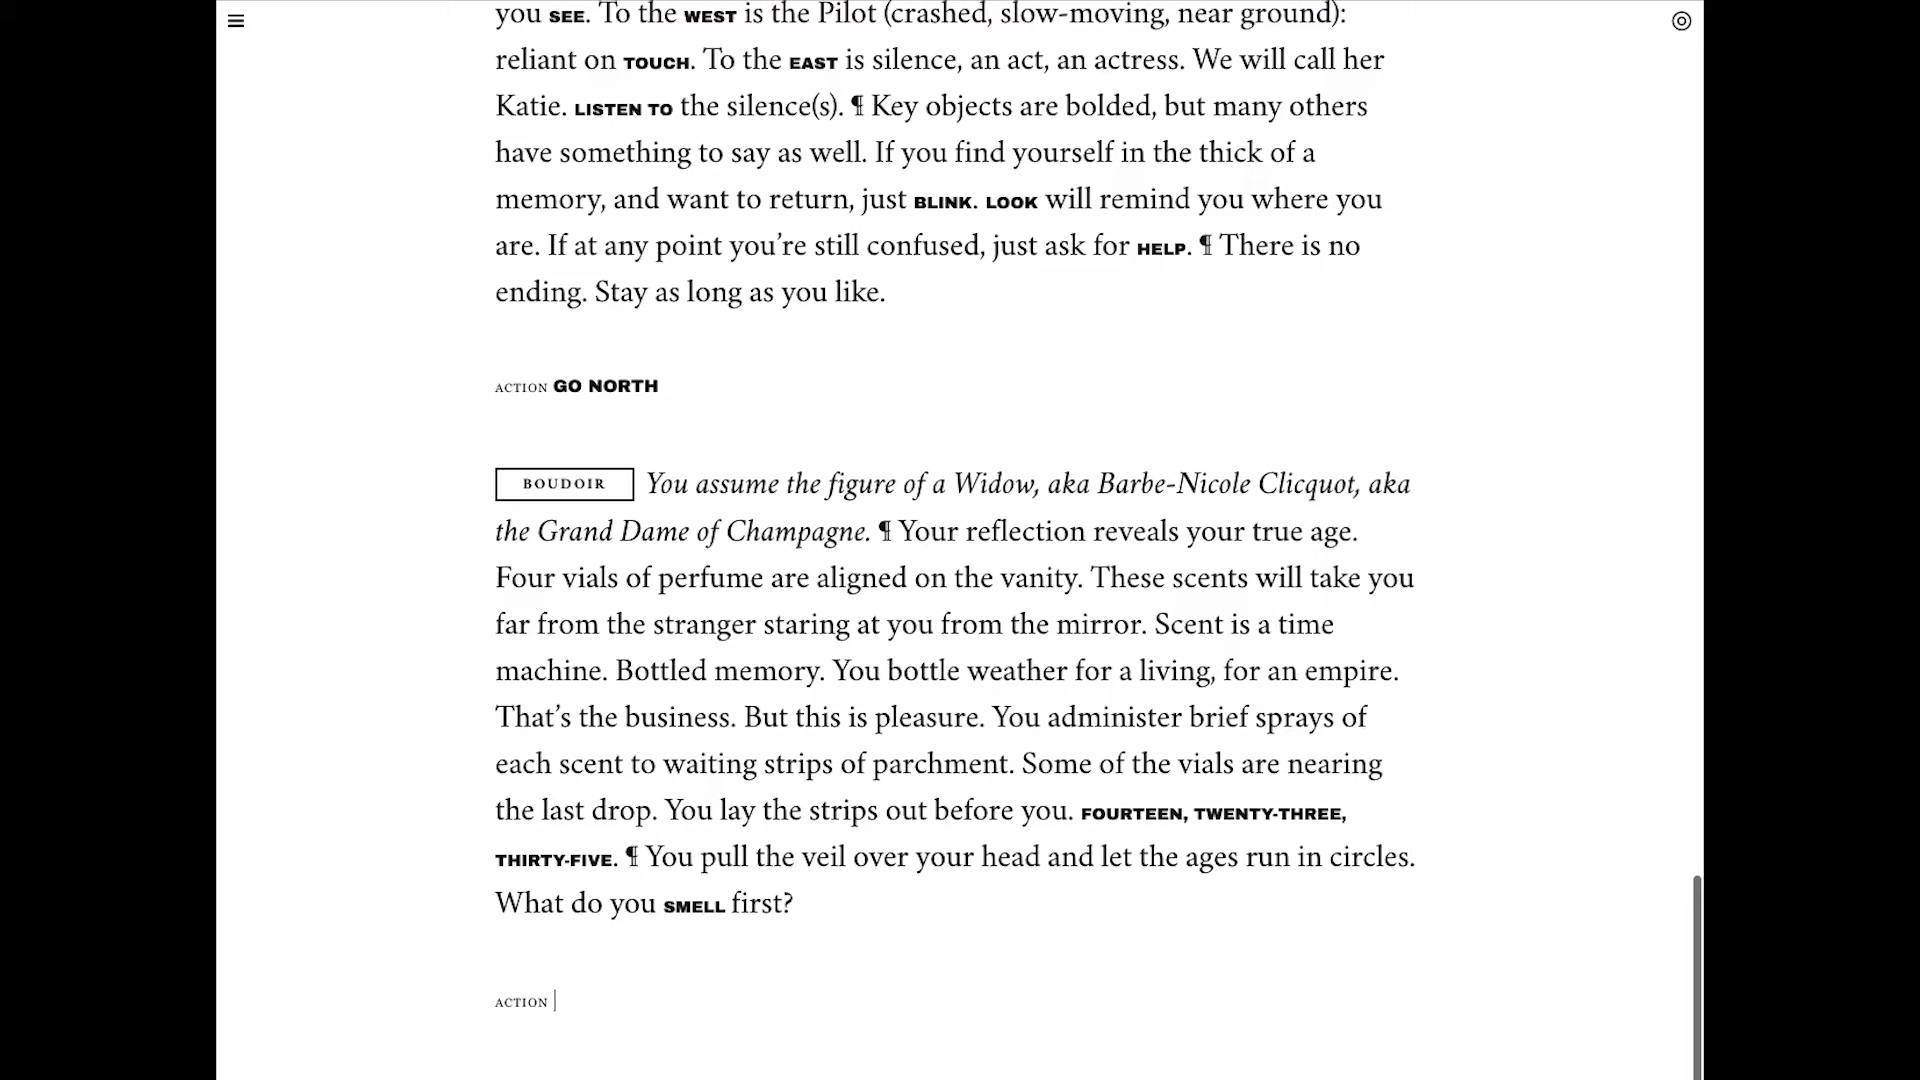 you SEE. To the WEST is the Pilot (crashed, slow-moving, near ground):
reliant on TOUCH. To the EAST is silence, an act, an actress. We will call her
Katie. LISTEN TO the silence(s). ¶ Key objects are bolded, but many others
have something to say as well. If you find yourself in the thick of a
memory, and want to return, just BLINK. LOOK will remind you where you
are. If at any point you’re still confused, just ask for HELP. ¶ There is no
ending. Stay as long as you like.
ACTION GO NORTH
BOUDOIR You assume the figure of a Widow, aka Barbe-Nicole Clicquot, aka
the Grand Dame of Champagne. ¶ Your reflection reveals your true age.
Four vials of perfume are aligned on the vanity. These scents will take you
far from the stranger staring at you from the mirror. Scent is a time
machine. Bottled memory. You bottle weather for a living, for an empire.
That’s the business. But this is pleasure. You administer brief sprays of
each scent to waiting strips of parchment. Some of the vials are nearing
the last drop. You lay the strips out before you. FOURTEEN, TWENTY-THREE,
THIRTY-FIVE. ¶ You pull the veil over your head and let the ages run in circles.
What do you SMELL first?
ACTION